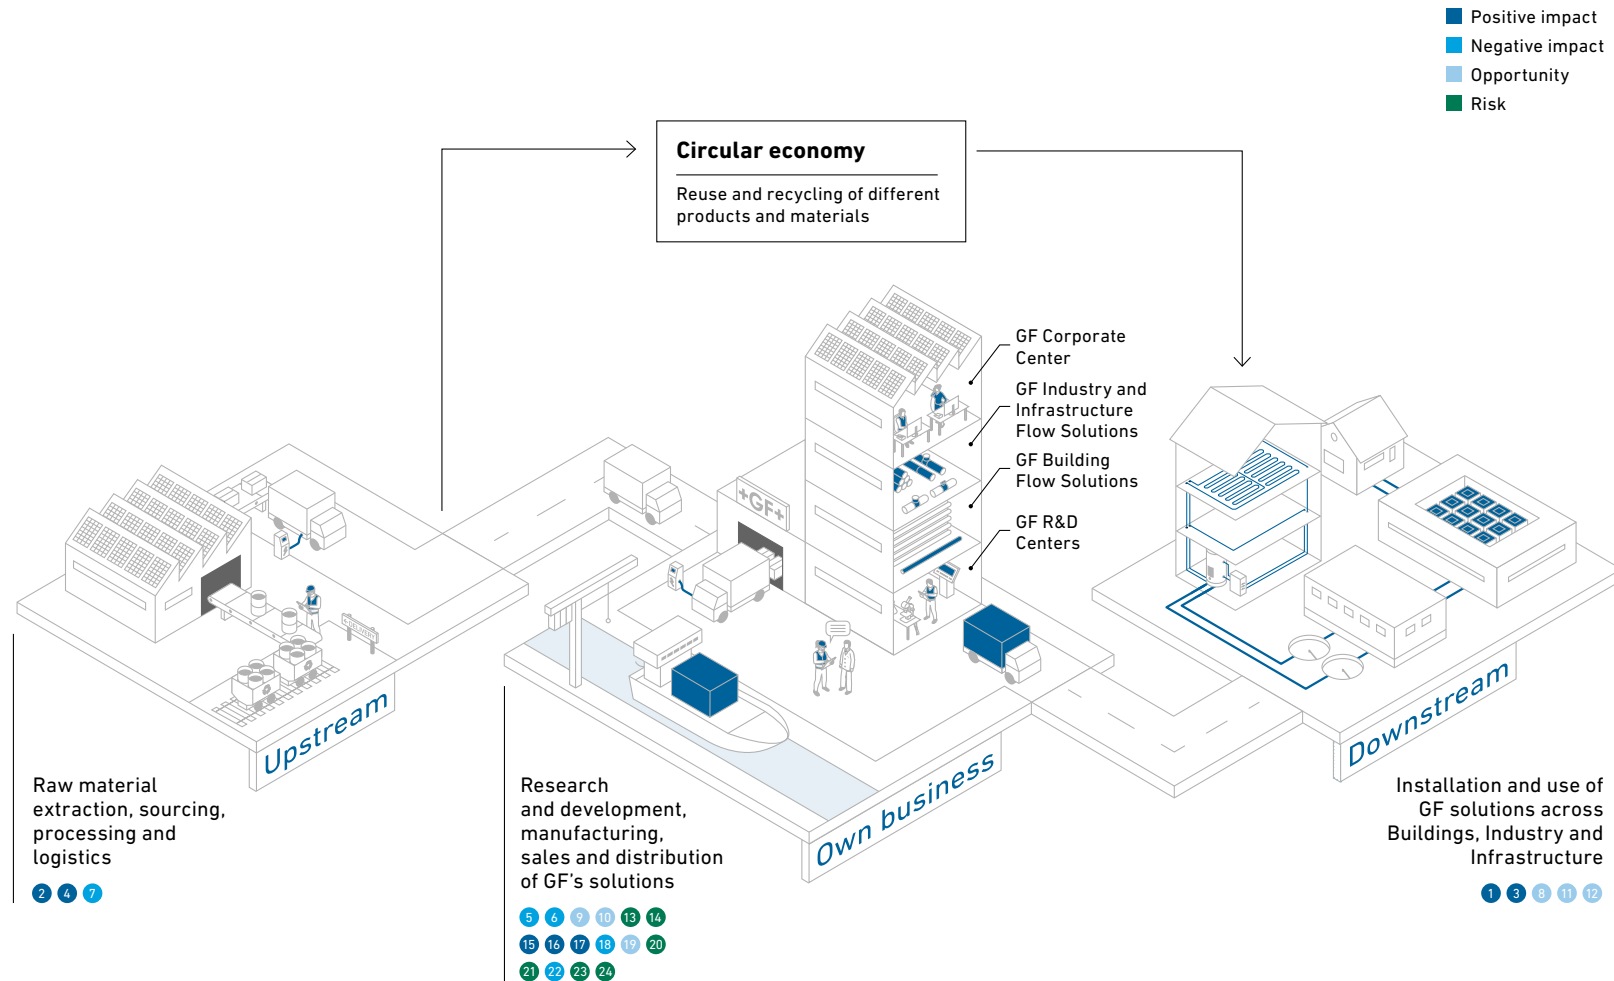 Positive impact
Negative impact
Opportunity
Risk
Circular economy
Reuse and recycling of different
products and materials
GF Corporate
Center
GF Industry and
Infrastructure
Flow Solutions
GF Building
Flow Solutions
GF R&D
Centers
+GF+
DELIVERY
Upstream
Own business
Downstream
Raw material
extraction, sourcing,
processing and
logistics
2 4 7
Research
and development,
manufacturing,
sales and distribution
of GF's solutions
5 6 9 10 13 14
15 16 17 18 19 20
21 22 23 24
Installation and use of
GF solutions across
Buildings, Industry and
Infrastructure
1 3 8 11 12